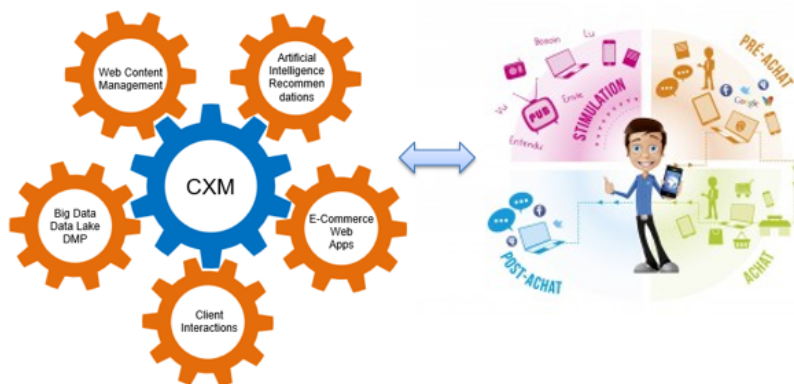 Web Content
Management
Artificial
Intelligence
Recommen
dations
CXM
Big Data
Data Lake
DMP
E-Commerce
Web
Apps
Client
Interactions
Besoin
Lu
Vu
Envie
PUB
Entendu
STIMULATION
PRÉ-ACHAT
Google
POST-ACHAT
ACHAT